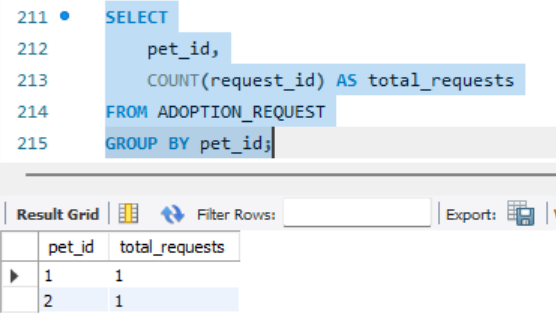 211 SELECT
212 pet_id,
213 COUNT(request_id) AS total_requests
214 FROM ADOPTION_REQUEST
215 GROUP BY pet_id;
Result Grid Filter Rows: Export:
pet_id total_requests
1 1
2 1